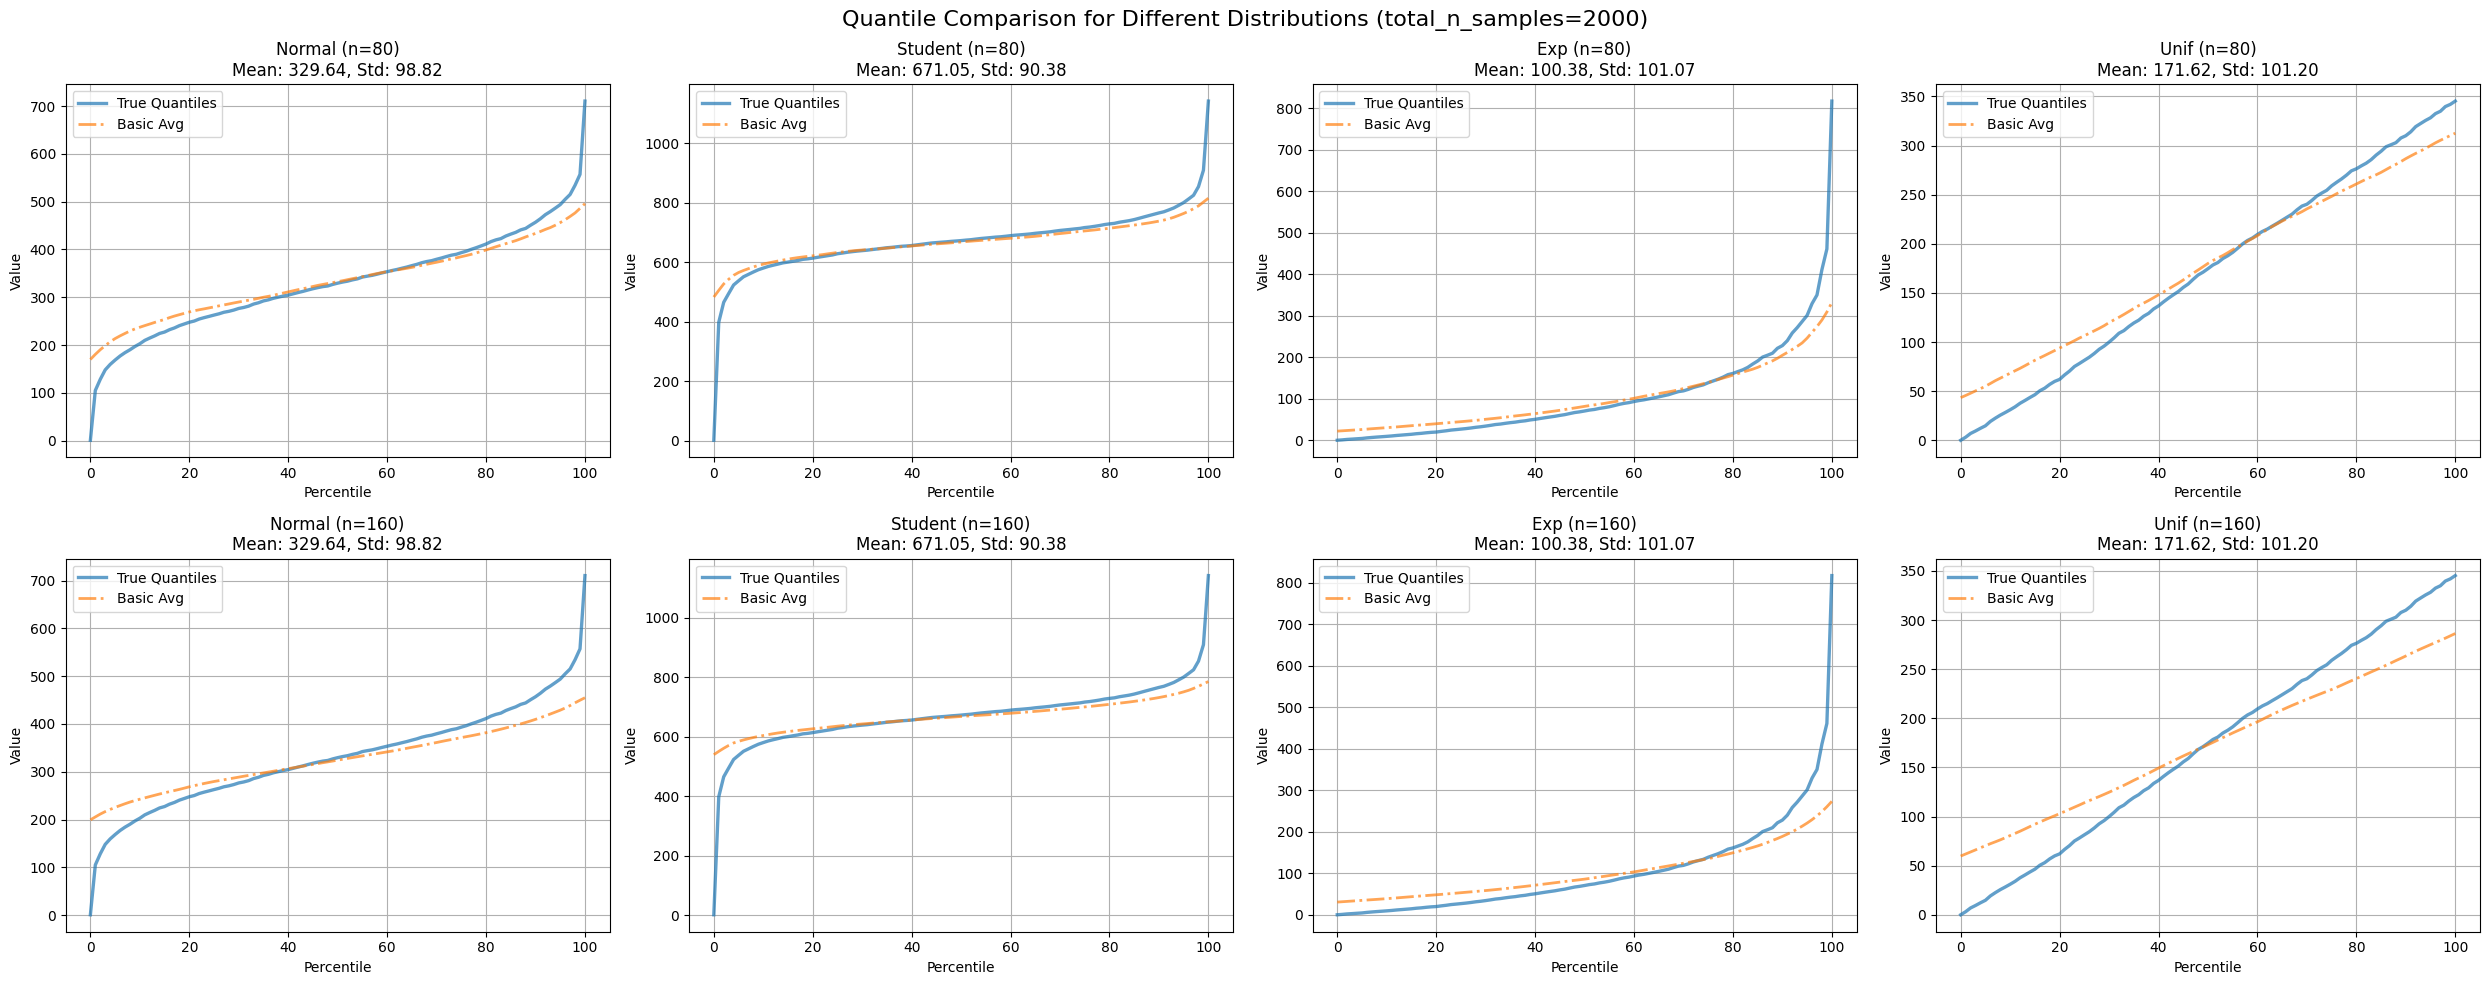 Quantile Comparison for Different Distributions (total_n_samples=2000)
Normal (n=80)
Mean: 329.64, Std: 98.82
True Quantiles
Basic Avg
700
600
500
400
300
200
100
0
Value
0 20 40 60 80 100
Percentile
Student (n=80)
Mean: 671.05, Std: 90.38
True Quantiles
Basic Avg
1000
800
600
400
200
0
Value
0 20 40 60 80 100
Percentile
Exp (n=80)
Mean: 100.38, Std: 101.07
True Quantiles
Basic Avg
800
700
600
500
400
300
200
100
0
Value
0 20 40 60 80 100
Percentile
Unif (n=80)
Mean: 171.62, Std: 101.20
True Quantiles
Basic Avg
350
300
250
200
150
100
50
0
Value
0 20 40 60 80 100
Percentile
Normal (n=160)
Mean: 329.64, Std: 98.82
True Quantiles
Basic Avg
700
600
500
400
300
200
100
0
Value
0 20 40 60 80 100
Percentile
Student (n=160)
Mean: 671.05, Std: 90.38
True Quantiles
Basic Avg
1000
800
600
400
200
0
Value
0 20 40 60 80 100
Percentile
Exp (n=160)
Mean: 100.38, Std: 101.07
True Quantiles
Basic Avg
800
700
600
500
400
300
200
100
0
Value
0 20 40 60 80 100
Percentile
Unif (n=160)
Mean: 171.62, Std: 101.20
True Quantiles
Basic Avg
350
300
250
200
150
100
50
0
Value
0 20 40 60 80 100
Percentile